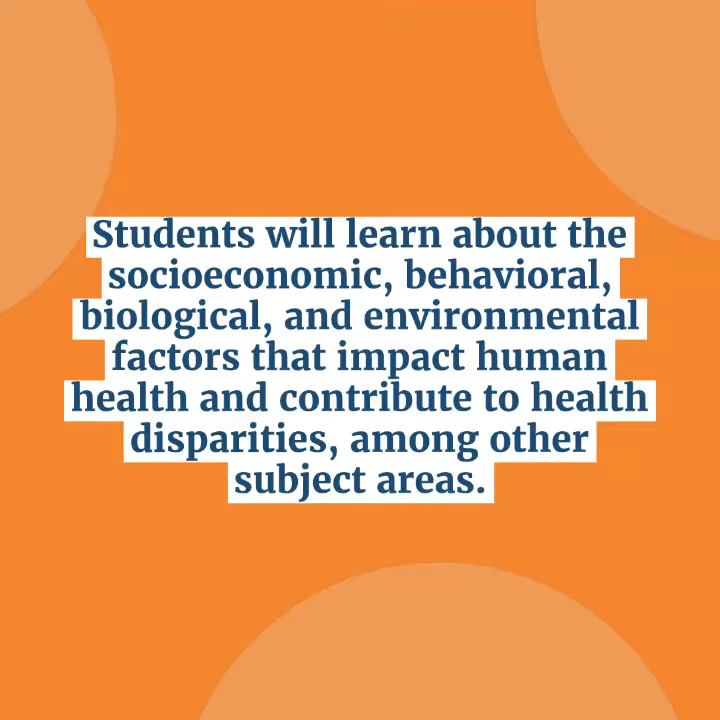 Students will learn about the
socioeconomic, behavioral,
biological, and environmental
factors that impact human
health and contribute to health
disparities, among other
subject areas.